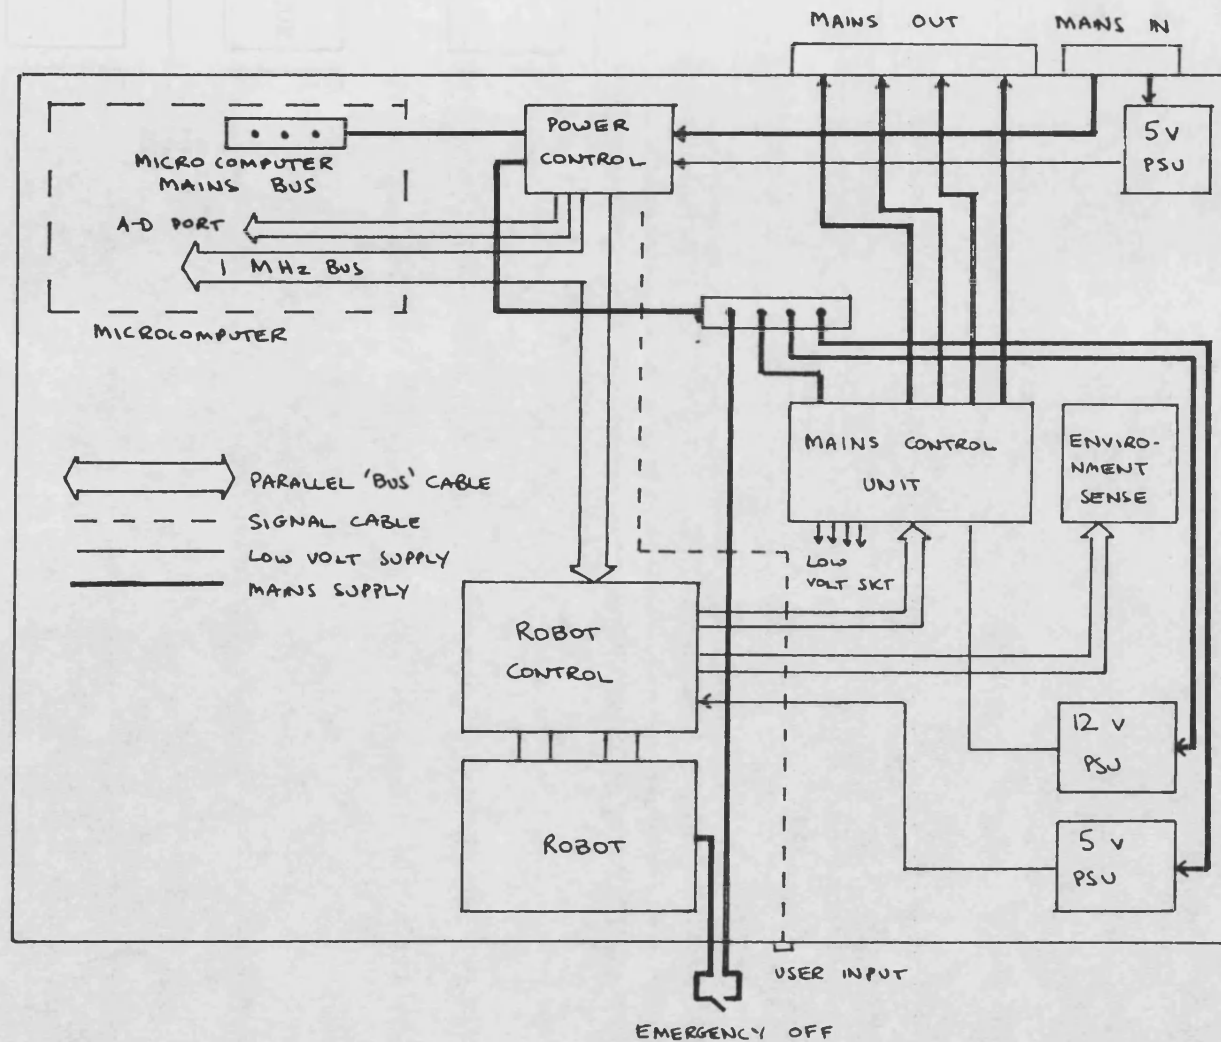 MAINS OUT
MAINS IN
POWER
CONTROL
5 V
PSU
MICROCOMPUTER
MAINS BUS
A-D PORT
1 MHz BUS
MICROCOMPUTER
MAINS CONTROL
UNIT
ENVIRO-
NMENT
SENSE
PARALLEL 'BUS' CABLE
SIGNAL CABLE
LOW VOLT SUPPLY
MAINS SUPPLY
LOW
VOLT SKT
ROBOT
CONTROL
12 V
PSU
ROBOT
5 V
PSU
USER INPUT
EMERGENCY OFF